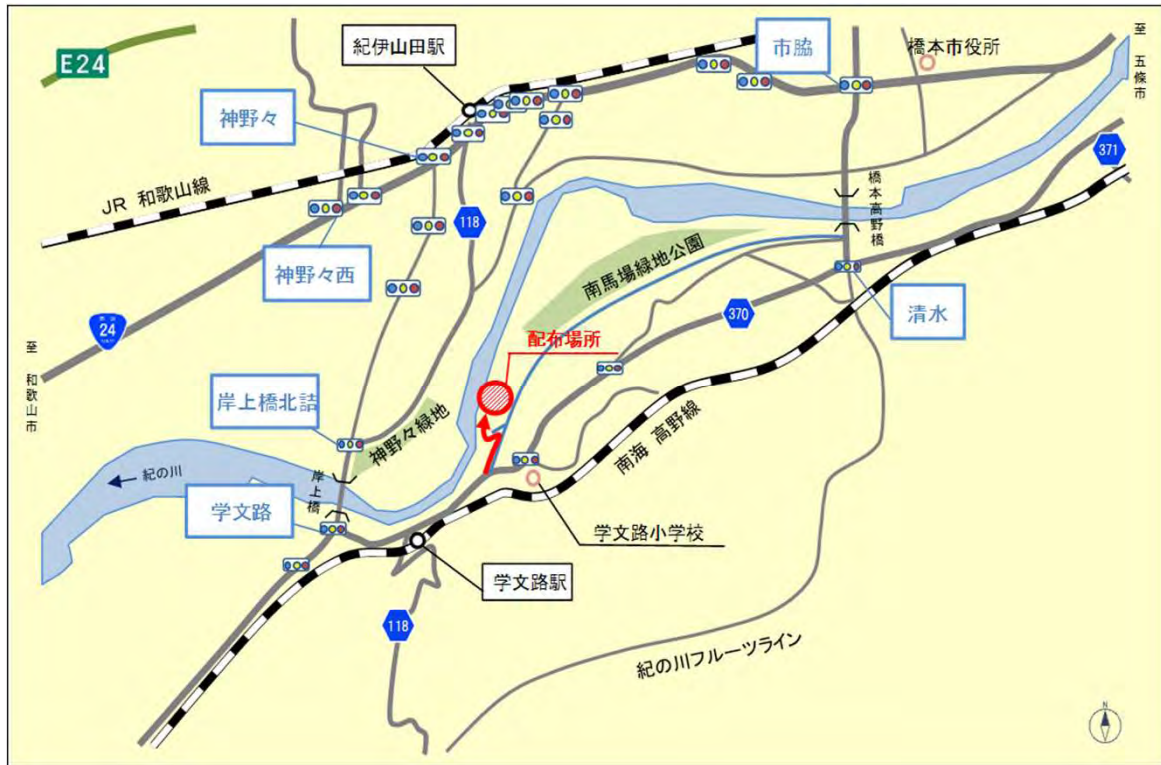 E24
紀伊山田駅
市脇
橋本市役所
至 五條市
神野々
371
JR 和歌山線
118
橋本高野橋
神野々西
南馬場緑地公園
清水
24
370
配布場所
至 和歌山市
岸上橋北詰
神野々緑地
南海 高野線
紀の川
岸上橋
学文路
学文路小学校
学文路駅
118
紀の川フルーツライン
N